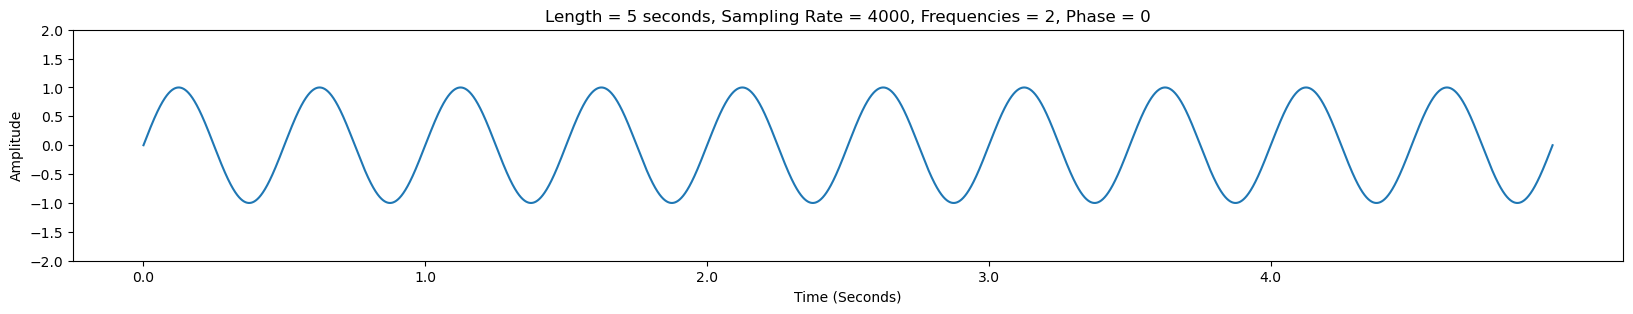 Length = 5 seconds, Sampling Rate = 4000, Frequencies = 2, Phase = 0
2.0
1.5
1.0
0.5
0.0
−0.5
−1.0
−1.5
−2.0
Amplitude
0.0 1.0 2.0 3.0 4.0
Time (Seconds)